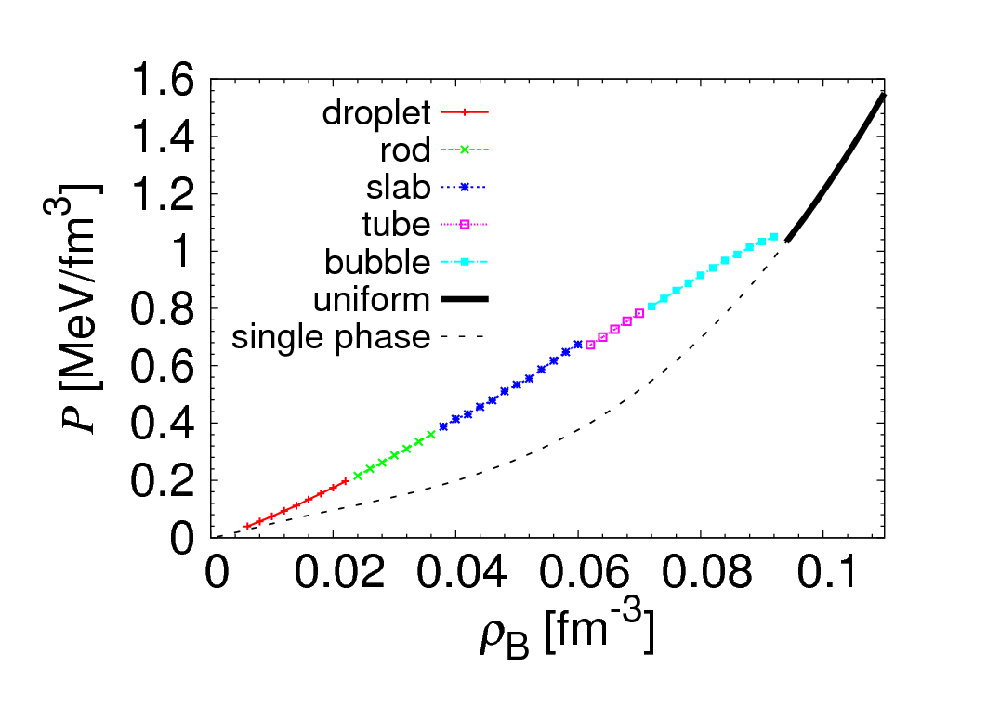 1.6
1.4
1.2
1
0.8
0.6
0.4
0.2
0
P [MeV/fm³]
droplet
rod
slab
tube
bubble
uniform
single phase
0 0.02 0.04 0.06 0.08 0.1
ρB [fm⁻³]